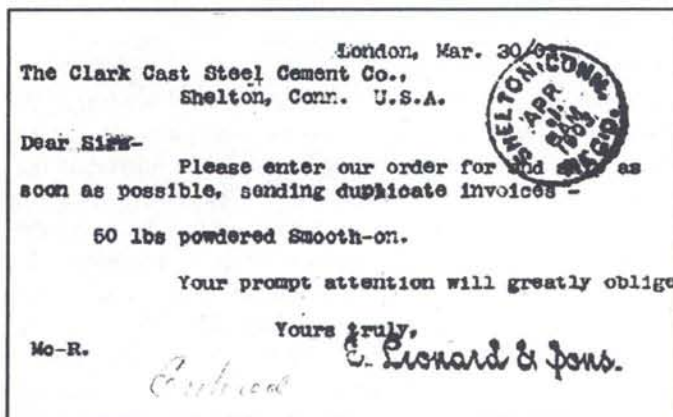 London, Mar. 30/03
The Clark Cast Steel Cement Co.,
Shelton, Conn. U.S.A.
SHELTON, CONN.
APR
1903
REC'D.
Dear Sirs-
Please enter our order for and as
soon as possible, sending duplicate invoices -
50 lbs powdered Smooth-on.
Your prompt attention will greatly oblige
Yours truly,
Mc-R.
E. Leonard & Sons.